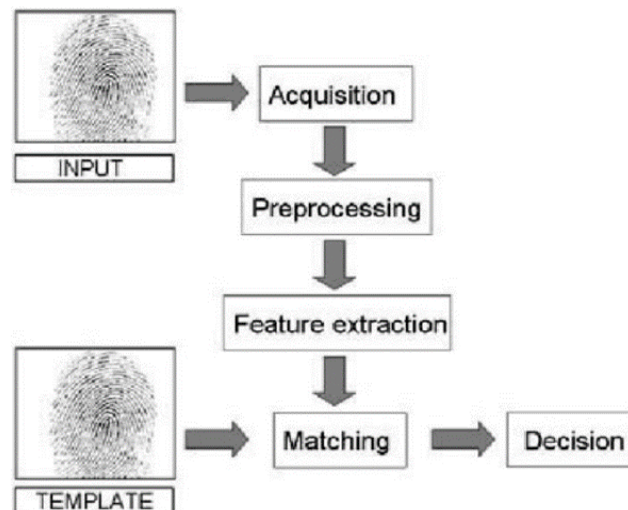 Acquisition
INPUT
Preprocessing
Feature extraction
Matching
Decision
TEMPLATE